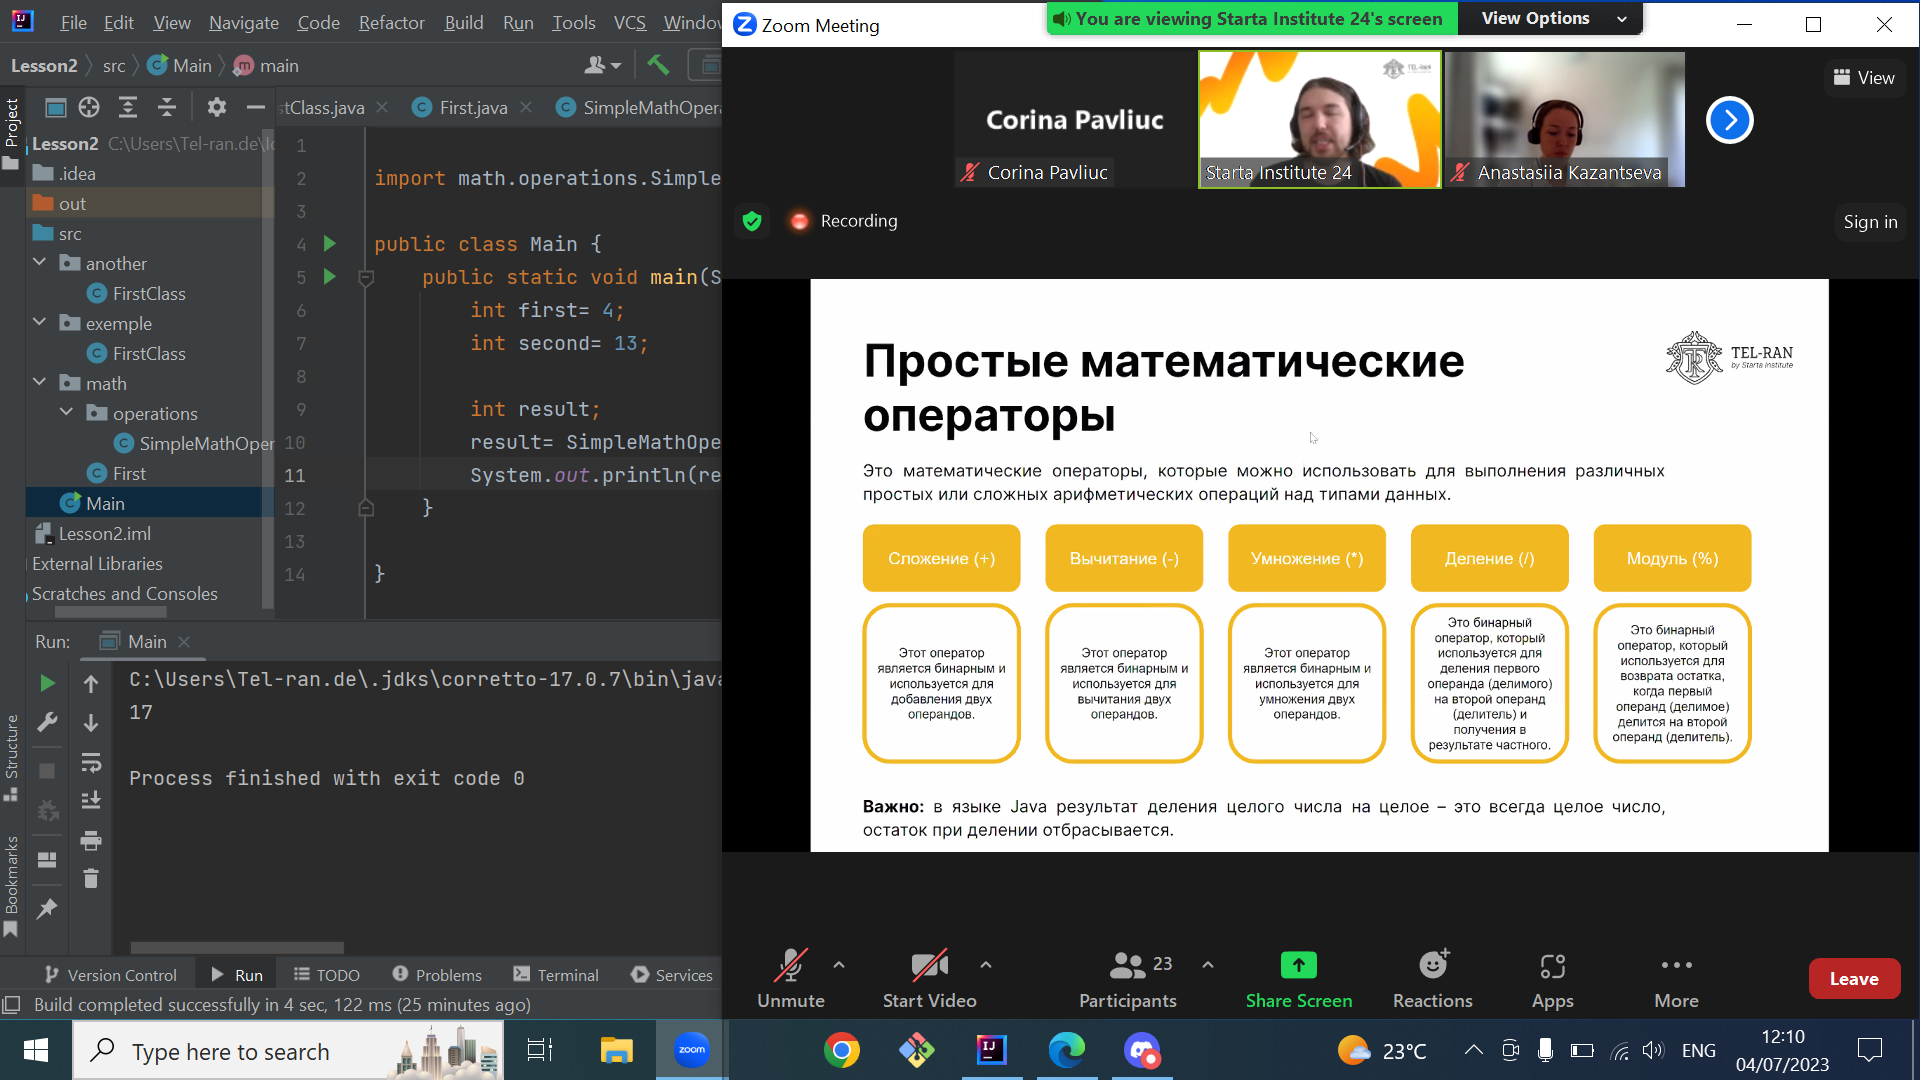 File Edit View Navigate Code Refactor Build Run Tools VCS Window
Lesson2 src Main main
Project
stClass.java First.java SimpleMathOper
Lesson2 C:\Users\Tel-ran.de\
.idea
out
src
another
FirstClass
exemple
FirstClass
math
operations
SimpleMathOper
First
Main
Lesson2.iml
External Libraries
Scratches and Consoles
1
2 import math.operations.Simple
3
4 public class Main {
5 public static void main(S
6 int first= 4;
7 int second= 13;
8
9 int result;
10 result= SimpleMathOpe
11 System.out.println(re
12 }
13
14 }
Run: Main
C:\Users\Tel-ran.de\.jdks\corretto-17.0.7\bin\java
17
Process finished with exit code 0
Structure
Bookmarks
Version Control Run TODO Problems Terminal Services
Build completed successfully in 4 sec, 122 ms (25 minutes ago)
Zoom Meeting
You are viewing Starta Institute 24's screen View Options
Corina Pavliuc
Corina Pavliuc
TEL-RAN
Starta Institute 24
Anastasiia Kazantseva
View
Recording
Sign in
Простые математические
операторы
TEL-RAN
by Starta Institute
Это математические операторы, которые можно использовать для выполнения различных
простых или сложных арифметических операций над типами данных.
Сложение (+)
Этот оператор
является бинарным и
используется для
добавления двух
операндов.
Вычитание (-)
Этот оператор
является бинарным и
используется для
вычитания двух
операндов.
Умножение (*)
Этот оператор
является бинарным и
используется для
умножения двух
операндов.
Деление (/)
Это бинарный
оператор, который
используется для
деления первого
операнда (делимого)
на второй операнд
(делитель) и
получения в
результате частного.
Модуль (%)
Это бинарный
оператор, который
используется для
возврата остатка,
когда первый
операнд (делимое)
делится на второй
операнд (делитель).
Важно: в языке Java результат деления целого числа на целое – это всегда целое число,
остаток при делении отбрасывается.
Unmute Start Video Participants 23 Share Screen Reactions Apps More Leave
Type here to search
zoom
IJ
23°C
ENG
12:10
04/07/2023